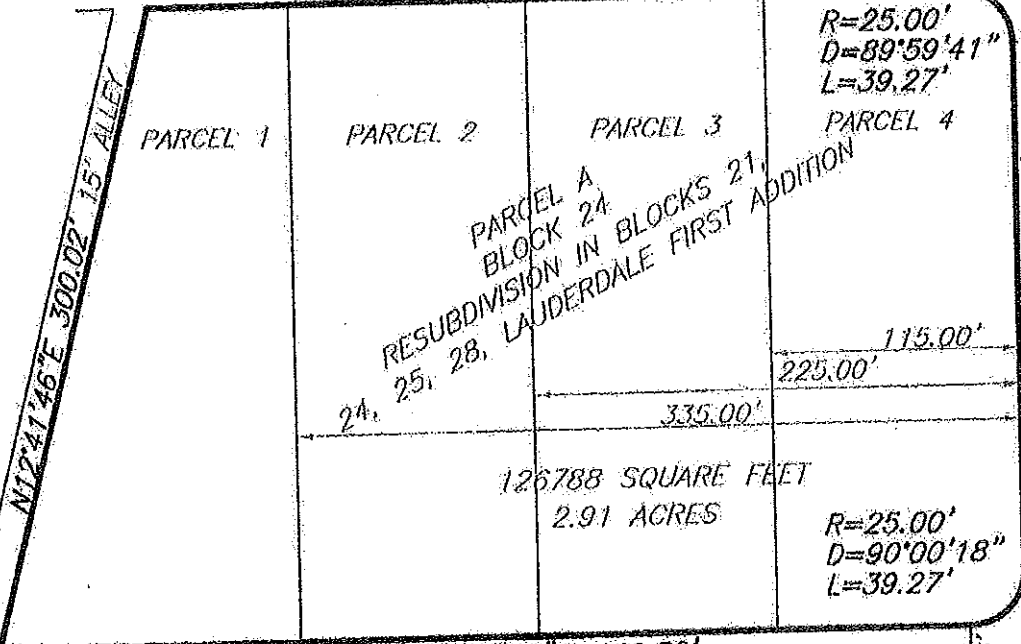 R=25.00'
D=89°59'41"
L=39.27'
PARCEL 1
PARCEL 2
PARCEL 3
PARCEL 4
N12°41'46"E 300.02' 15' ALLEY
PARCEL A
BLOCK 24
RESUBDIVISION IN BLOCKS 21,
24, 25, 28, LAUDERDALE FIRST ADDITION
115.00'
225.00'
335.00'
126788 SQUARE FEET
2.91 ACRES
R=25.00'
D=90°00'18"
L=39.27'